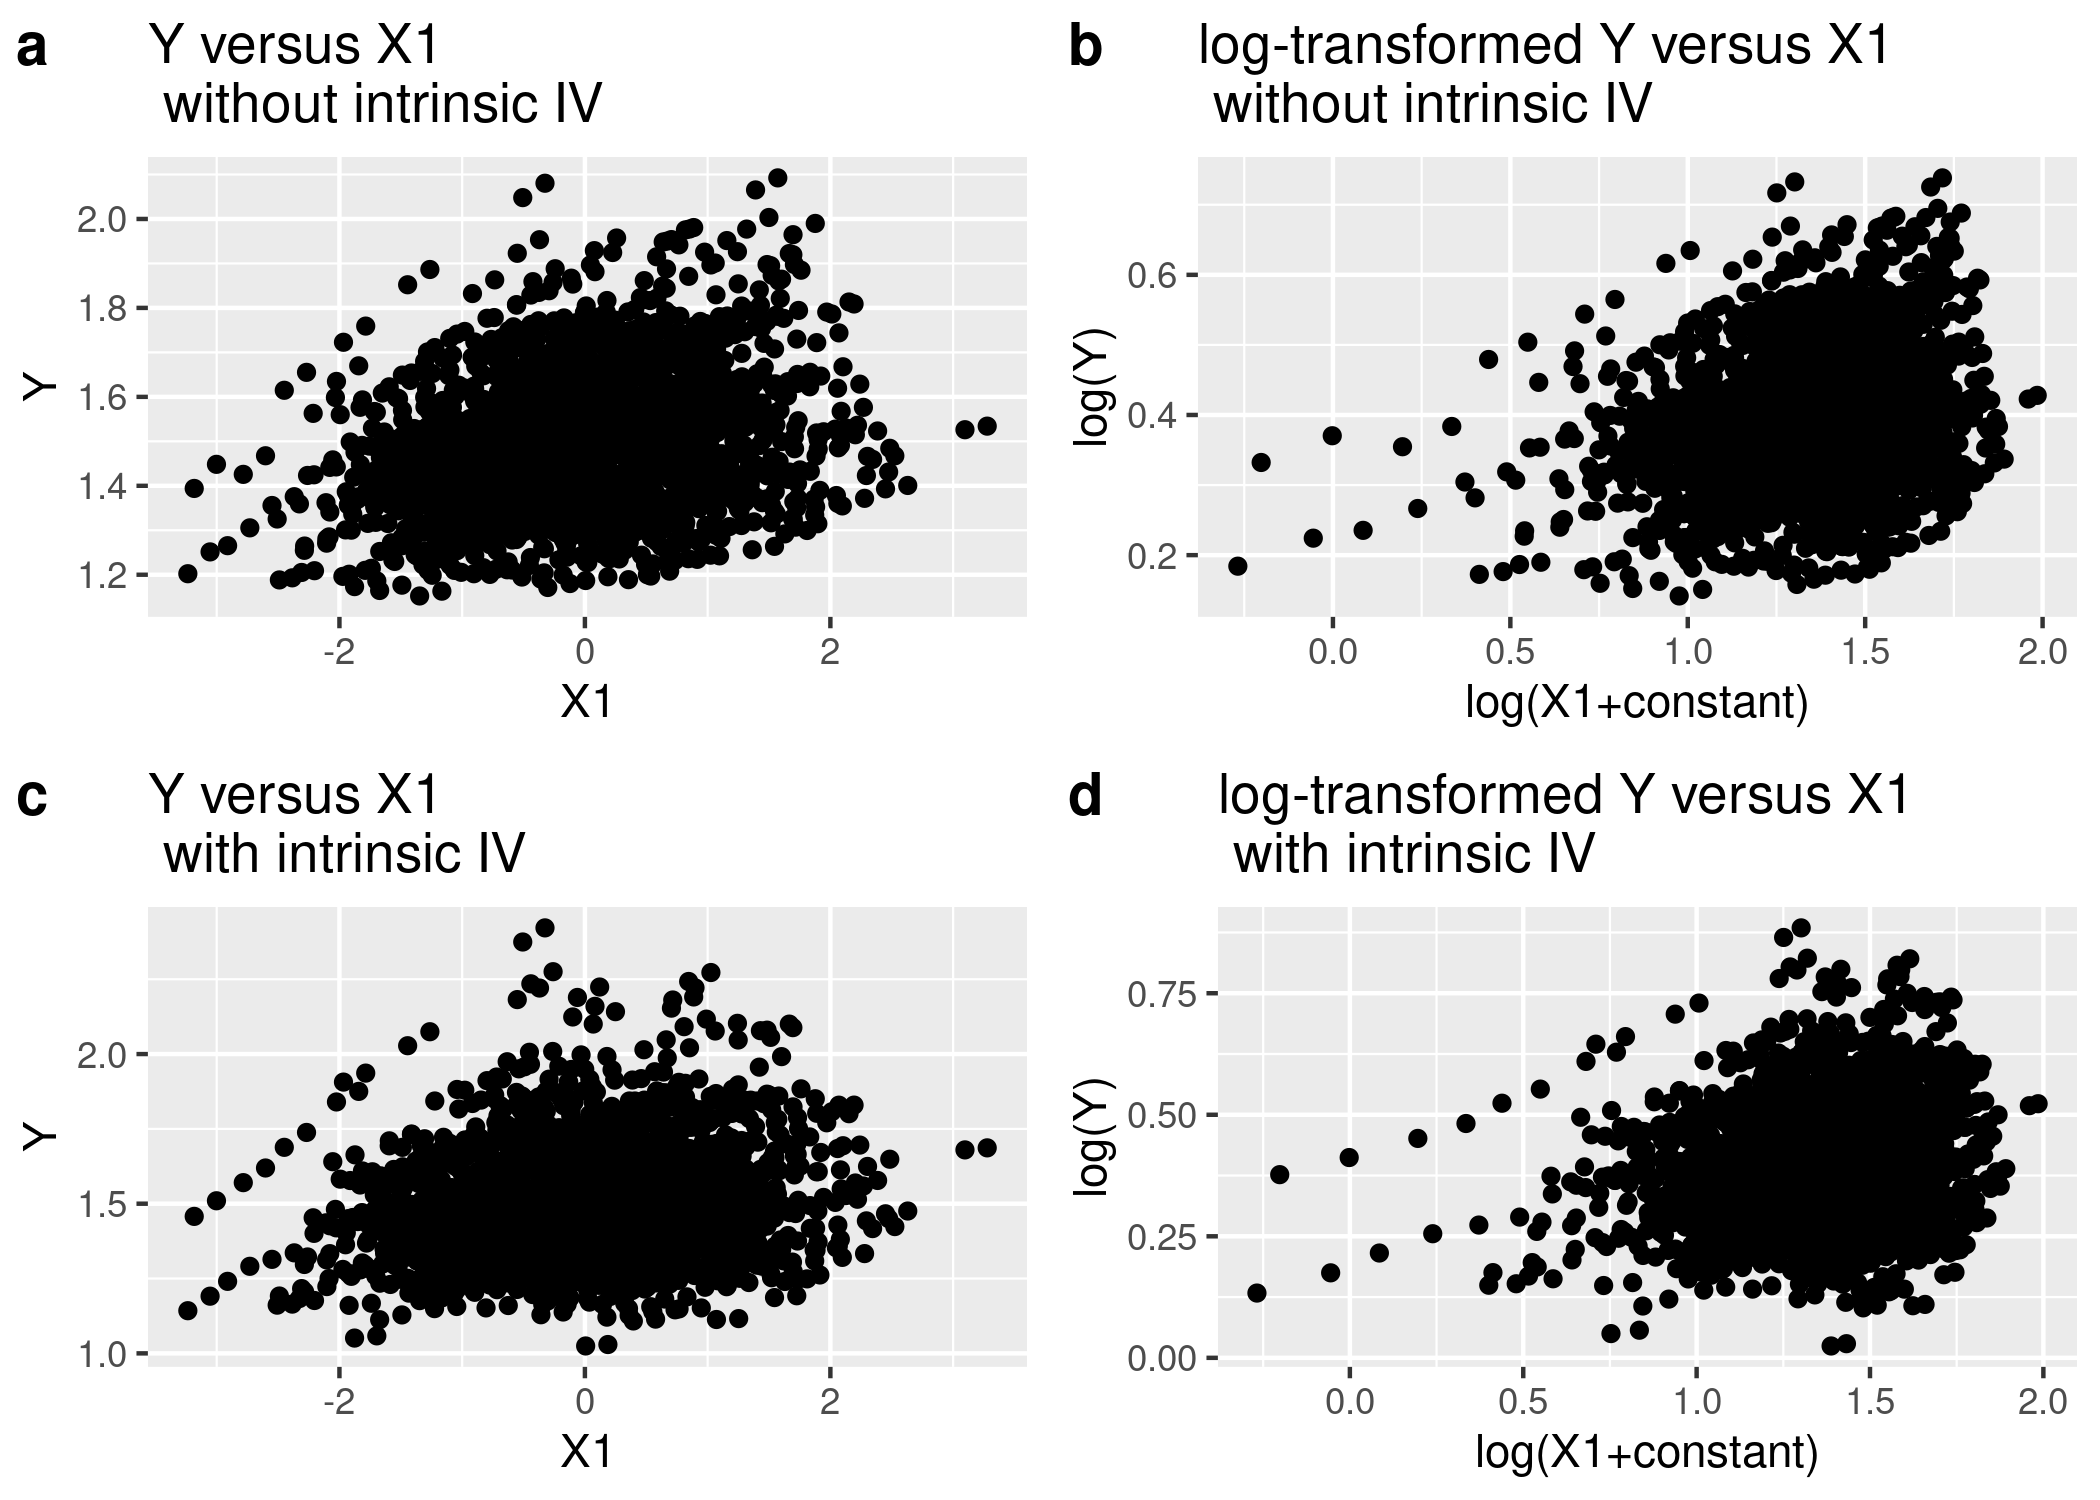 a
Y versus X1
without intrinsic IV
2.0
1.8
1.6
1.4
1.2
Y
-2 0 2
X1
b
log-transformed Y versus X1
without intrinsic IV
0.6
0.4
0.2
log(Y)
0.0 0.5 1.0 1.5 2.0
log(X1+constant)
c
Y versus X1
with intrinsic IV
2.0
1.5
1.0
Y
-2 0 2
X1
d
log-transformed Y versus X1
with intrinsic IV
0.75
0.50
0.25
0.00
log(Y)
0.0 0.5 1.0 1.5 2.0
log(X1+constant)